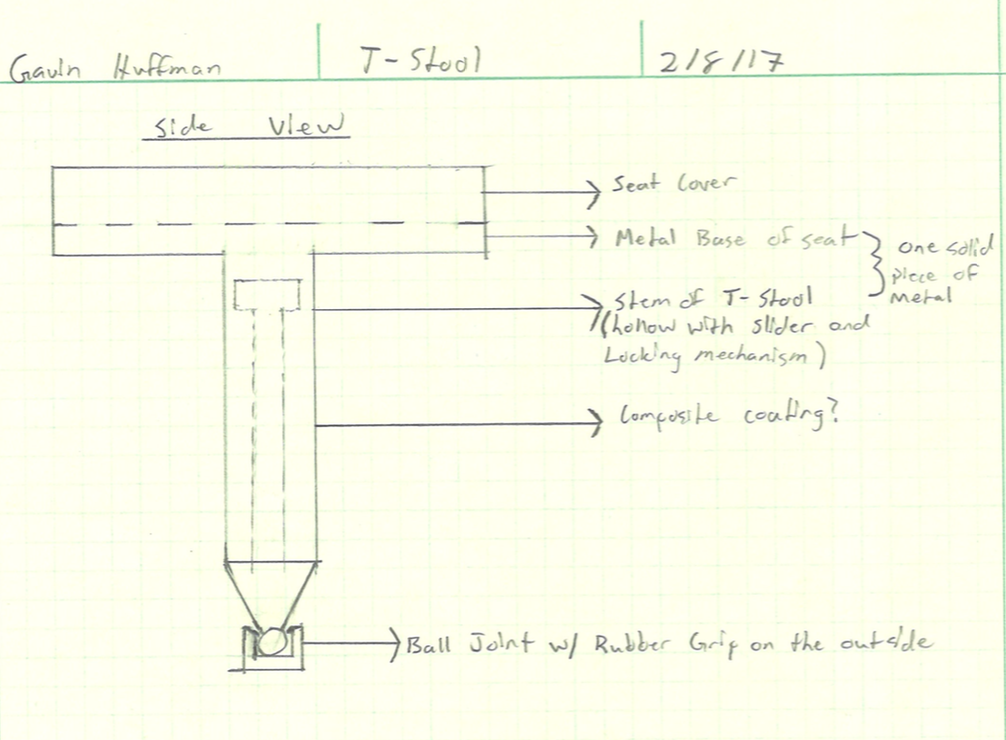 Gavin Huffman
T-Stool
2/8/17
Side View
Seat Cover
Metal Base of seat
one solid
piece of
Metal
Stem of T-Stool
(hollow with slider and
Locking mechanism)
Composite coating?
Ball Joint w/ Rubber Grip on the outside